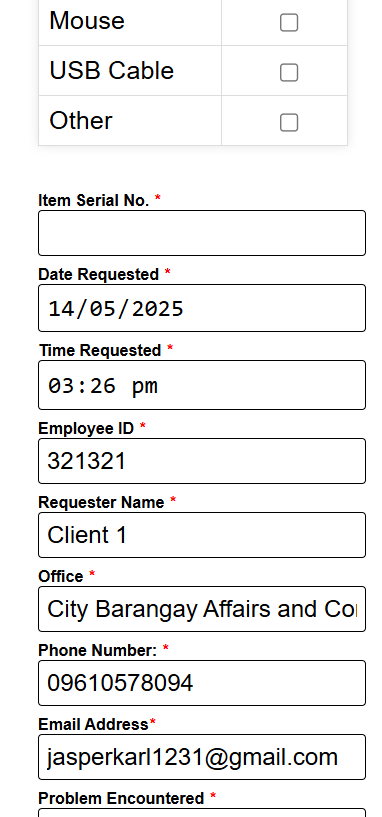 Mouse
USB Cable
Other
Item Serial No. *
Date Requested *
14/05/2025
Time Requested *
03:26 pm
Employee ID *
321321
Requester Name *
Client 1
Office *
City Barangay Affairs and Co
Phone Number: *
09610578094
Email Address*
jasperkarl1231@gmail.com
Problem Encountered *